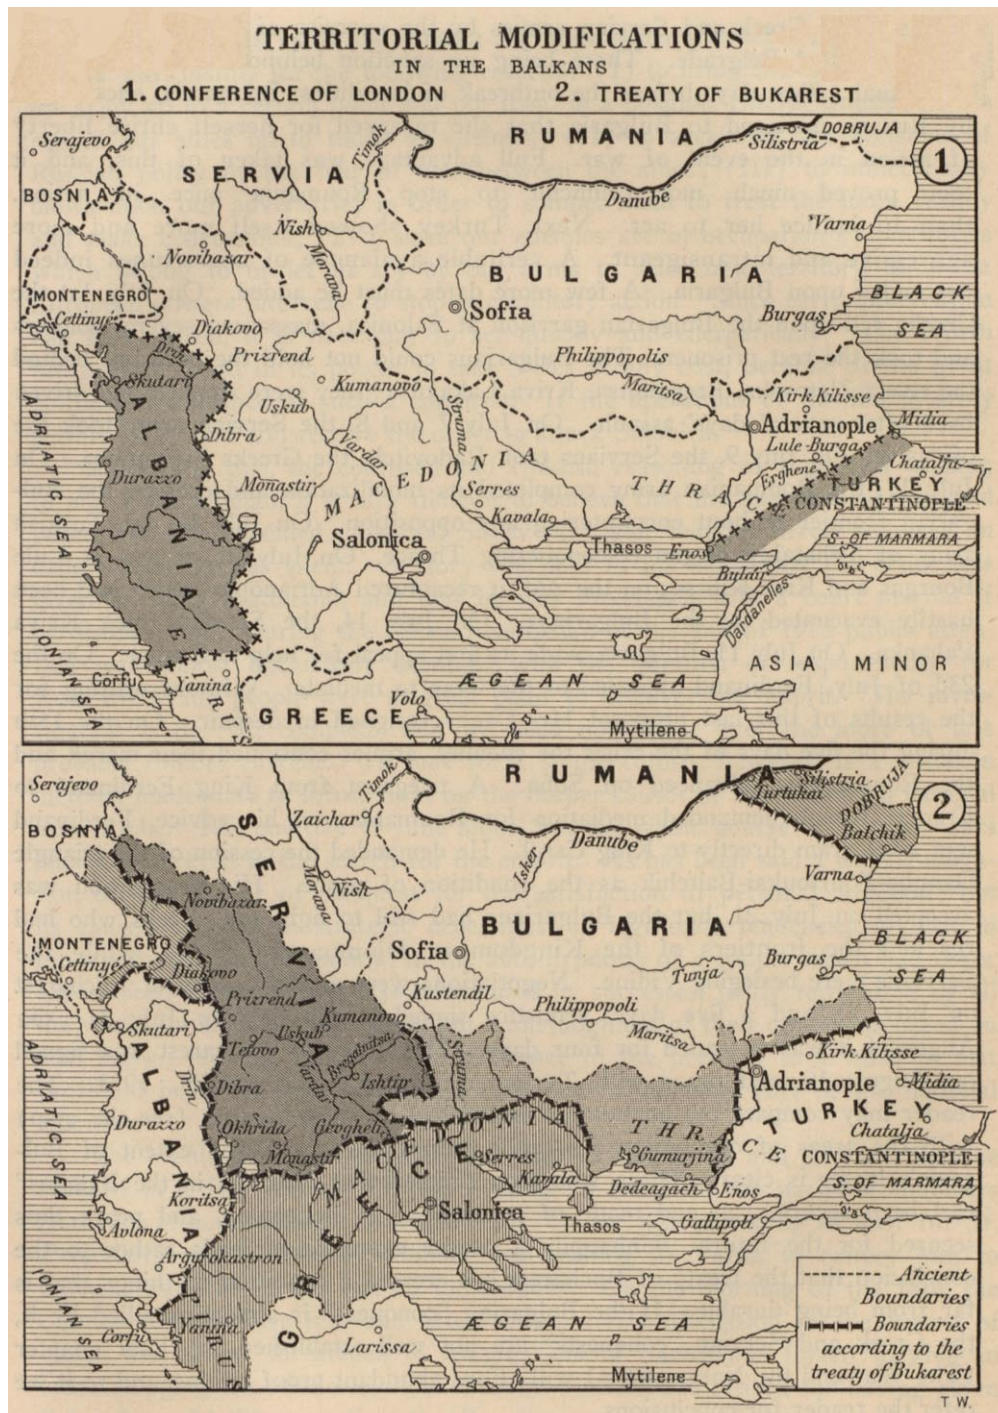 TERRITORIAL MODIFICATIONS
IN THE BALKANS
1. CONFERENCE OF LONDON 2. TREATY OF BUKAREST
1
Serajevo
BOSNIA
SERVIA
Timok
RUMANIA
Silistria
DOBRUJA
Danube
Varna
Nish
Morava
Novibazar
MONTENEGRO
Cettinye
BULGARIA
Sofia
BLACK
SEA
Burgas
Diakovo
Drin
Prizrend
Philippopolis
Maritsa
Kumanovo
Skutari
Uskub
Struma
Kirk Kilisse
Adrianople
Midia
Dibra
Vardar
Lule-Burgas
ADRIATIC SEA
ALBANIA
Durazzo
Monastir
MACEDONIA
Serres
THRACE
Erghene
Chatalja
TURKEY
CONSTANTINOPLE
Kavala
Salonica
Thasos
Enos
S. OF MARMARA
Bulair
Dardanelles
IONIAN SEA
EPIRUS
Corfu
Yanina
GREECE
Volo
ÆGEAN SEA
ASIA MINOR
Mytilene
2
Serajevo
BOSNIA
SERVIA
Zaichar
Timok
RUMANIA
Silistria
Turtukai
DOBRUJA
Balchik
Danube
Isker
Varna
Nish
Morava
Novibazar
BULGARIA
Sofia
MONTENEGRO
Cettinye
BLACK
SEA
Burgas
Tunja
Diakovo
Kustendil
Prizrend
Philippopoli
Maritsa
Kumanovo
Skutari
Uskub
Tetovo
Bregalnitsa
Struma
Kirk Kilisse
Ishtip
Vardar
Drin
Dibra
Adrianople
Midia
ADRIATIC SEA
ALBANIA
Durazzo
Okhrida
Gevgheli
MACEDONIA
THRACE
TURKEY
Chatalja
Monastir
Serres
Gumurjina
CONSTANTINOPLE
Kavala
Dedeagach
Enos
S. OF MARMARA
Koritsa
Salonica
Thasos
Gallipoli
Avlona
Argyrokastron
GREECE
EPIRUS
IONIAN SEA
Yanina
Corfu
Larissa
ÆGEAN SEA
Mytilene
Ancient
Boundaries
Boundaries
according to the
treaty of Bukarest
T W.